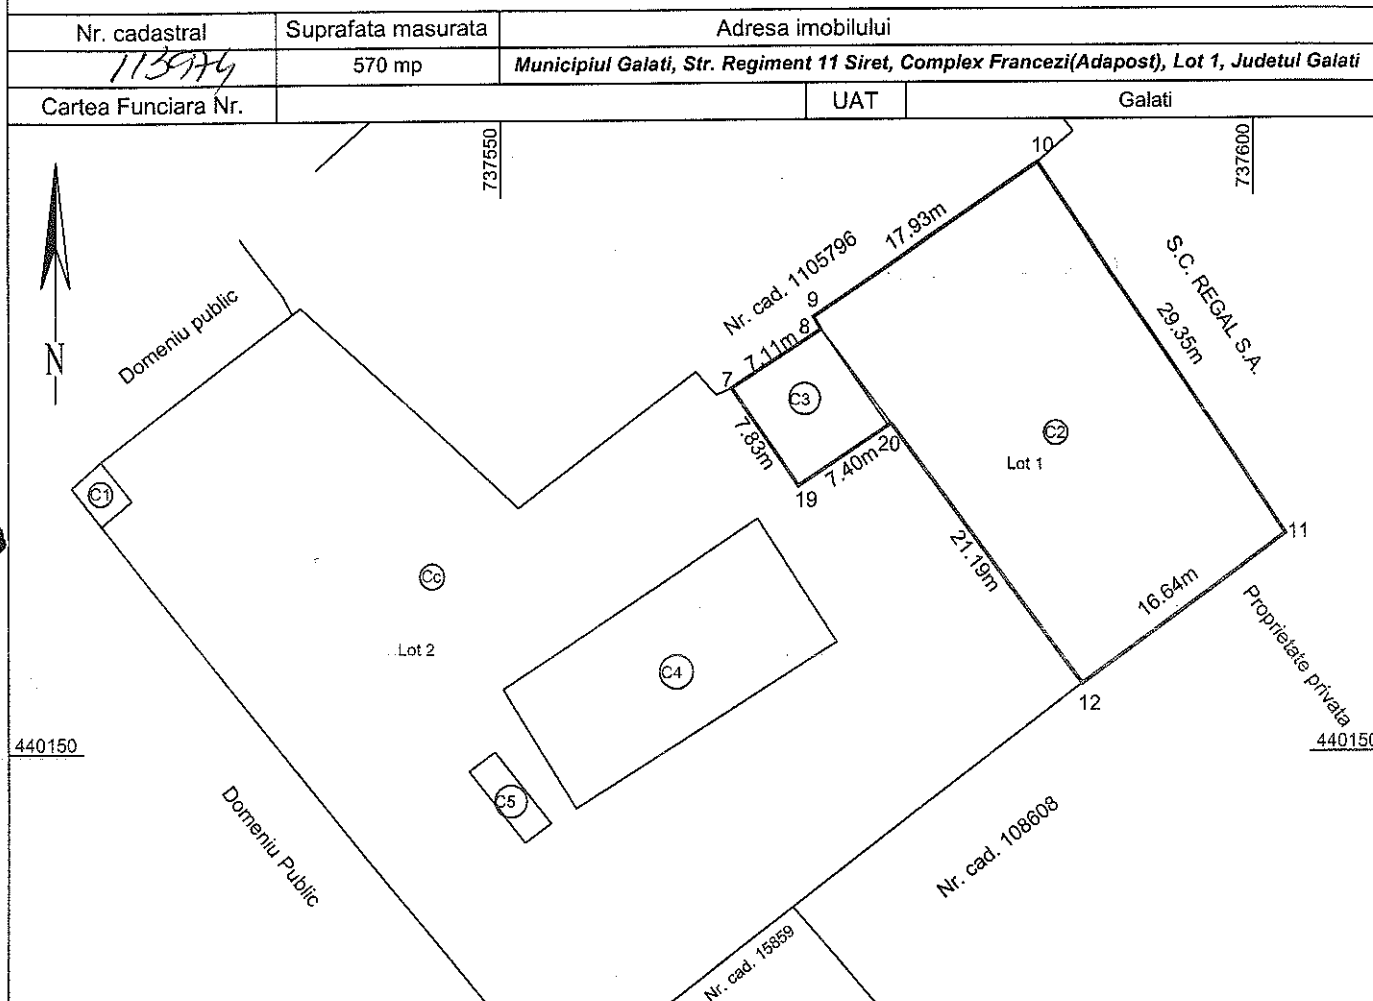 Nr. cadastral
Suprafata masurata
Adresa imobilului
113974
570 mp
Municipiul Galati, Str. Regiment 11 Siret, Complex Francezi(Adapost), Lot 1, Judetul Galati
Cartea Funciara Nr.
UAT
Galati
737550
737600
10
17.93m
Nr. cad. 1105796
S.C. REGAL S.A.
9
8
Domeniu public
29.35m
7.11m
N
7
C3
7.83m
C2
20
Lot 1
7.40m
C1
19
11
21.19m
Cc
16.64m
Proprietate privata
Lot 2
C4
12
440150
440150
C5
Domeniu Public
Nr. cad. 108608
Nr. cad. 15859